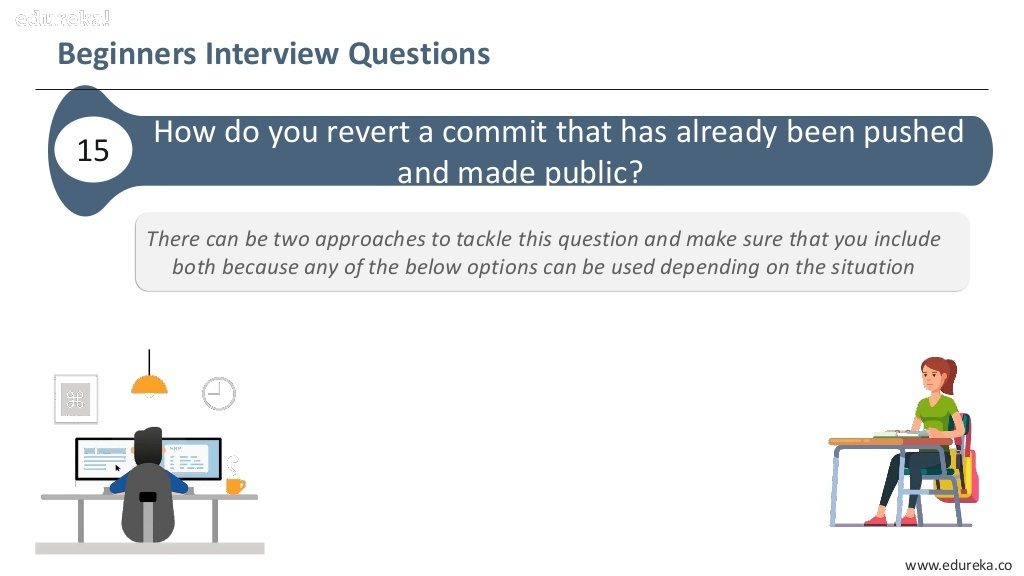 edureka!
Beginners Interview Questions
15
How do you revert a commit that has already been pushed
and made public?
There can be two approaches to tackle this question and make sure that you include
both because any of the below options can be used depending on the situation
www.edureka.co